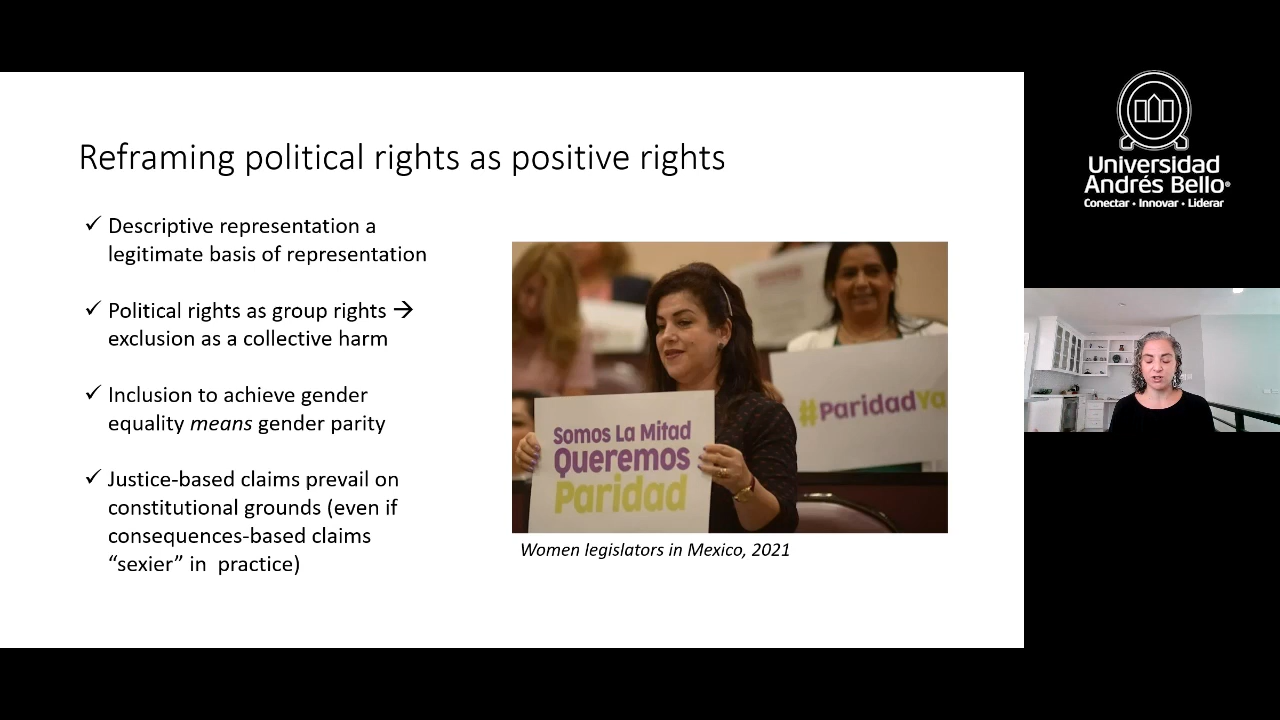 Reframing political rights as positive rights
✓ Descriptive representation a
legitimate basis of representation
✓ Political rights as group rights →
exclusion as a collective harm
✓ Inclusion to achieve gender
equality means gender parity
✓ Justice-based claims prevail on
constitutional grounds (even if
consequences-based claims
“sexier” in practice)
Somos La Mitad
Queremos
Paridad
#ParidadYa
Women legislators in Mexico, 2021
Universidad
Andrés Bello®
Conectar • Innovar • Liderar